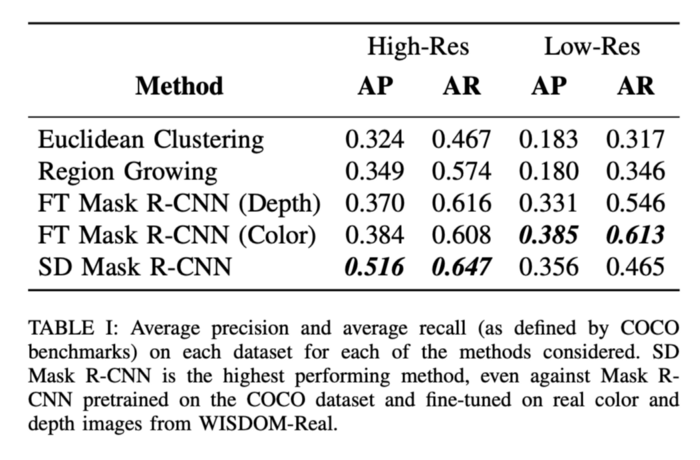 High-Res Low-Res
Method AP AR AP AR
Euclidean Clustering 0.324 0.467 0.183 0.317
Region Growing 0.349 0.574 0.180 0.346
FT Mask R-CNN (Depth) 0.370 0.616 0.331 0.546
FT Mask R-CNN (Color) 0.384 0.608 0.385 0.613
SD Mask R-CNN 0.516 0.647 0.356 0.465
TABLE I: Average precision and average recall (as defined by COCO
benchmarks) on each dataset for each of the methods considered. SD
Mask R-CNN is the highest performing method, even against Mask R-
CNN pretrained on the COCO dataset and fine-tuned on real color and
depth images from WISDOM-Real.